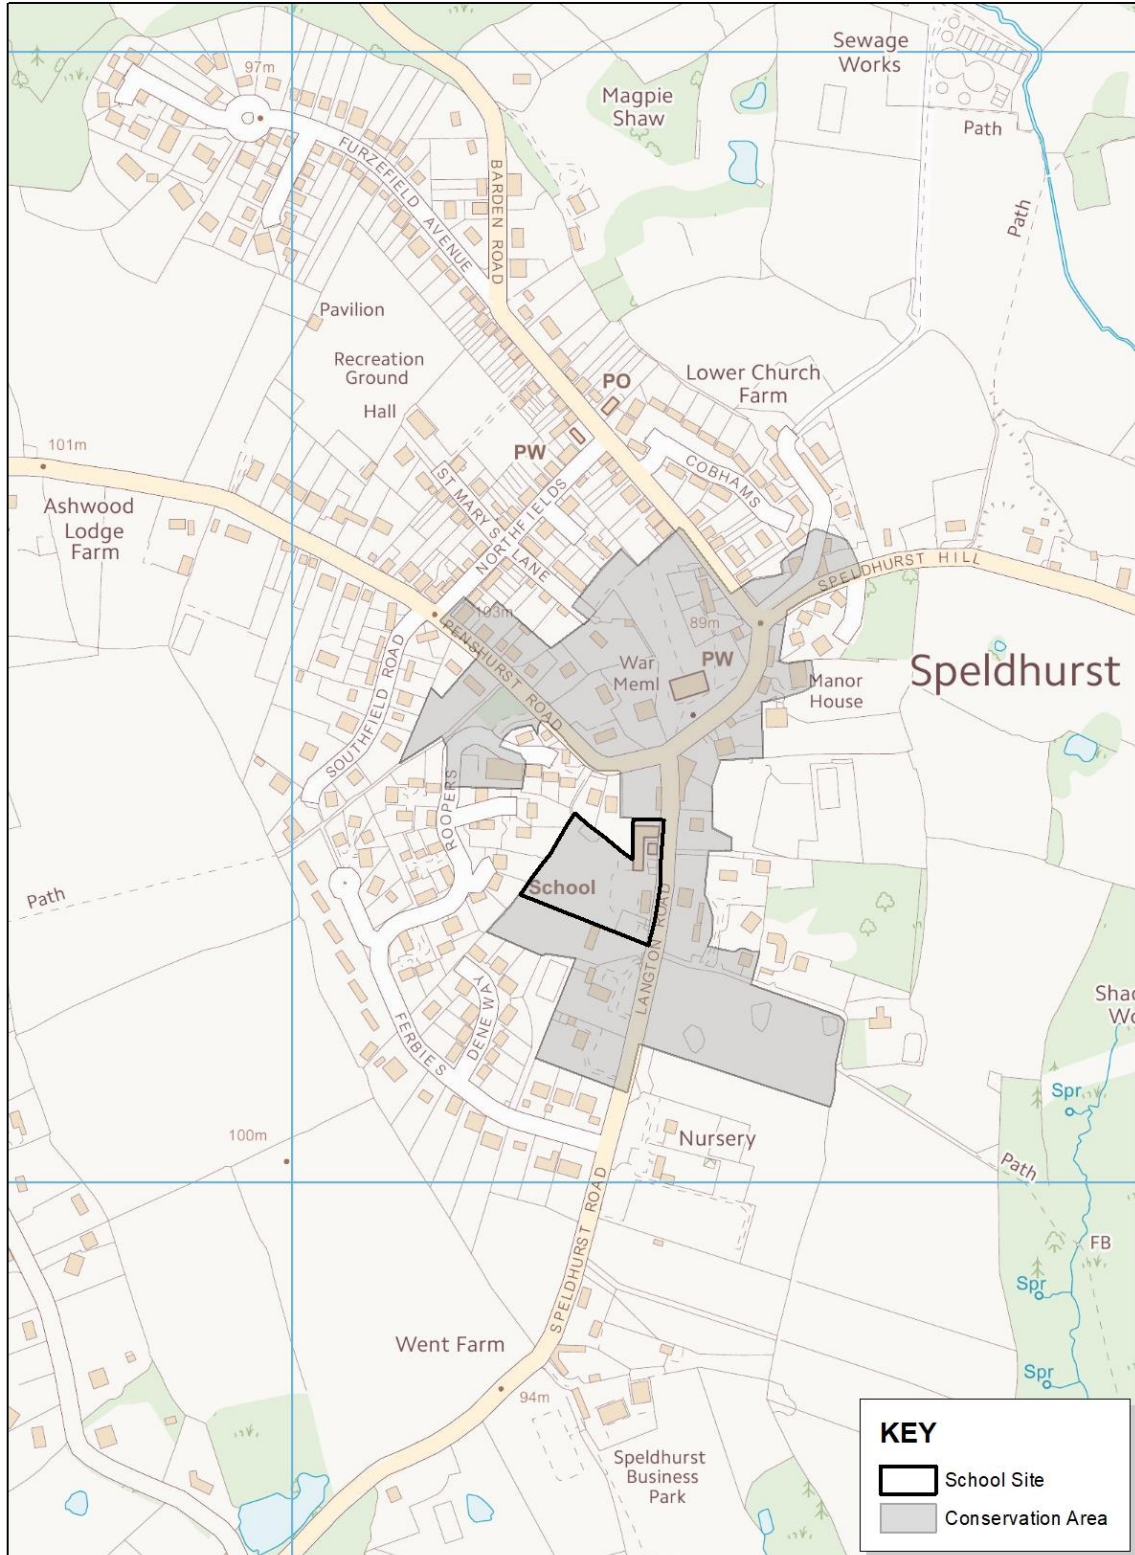 Sewage
Works
97m
Magpie
Shaw
Path
FURZEFIELD AVENUE
BARDEN ROAD
Path
Pavilion
Recreation
Ground
Hall
PO
Lower Church
Farm
PW
101m
COBHAMS
ST MARY'S LANE
NORTHFIELDS
Ashwood
Lodge
Farm
SPELDHURST HILL
103m
89m
PENSHURST ROAD
War
Meml
PW
Speldhurst
Manor
House
SOUTHFIELD ROAD
ROOPERS
School
Path
LANGTON ROAD
DENE WAY
FERBIES
Spr
100m
Nursery
Path
SPELDHURST ROAD
FB
Spr
Went Farm
Spr
94m
Speldhurst
Business
Park
KEY
School Site
Conservation Area